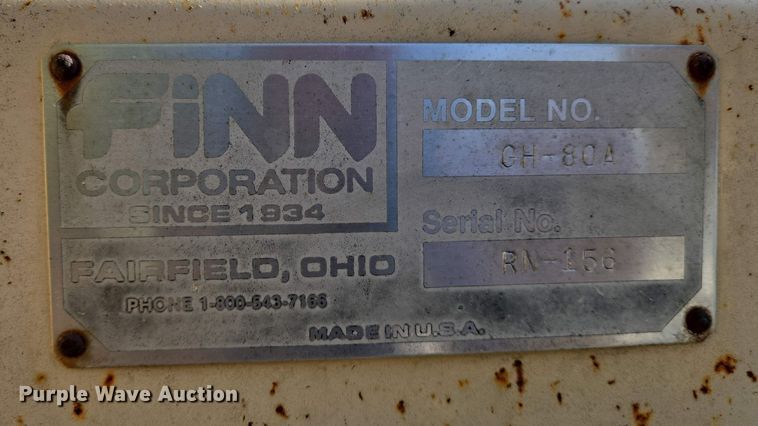 FINN
CORPORATION
SINCE 1934
FAIRFIELD, OHIO
PHONE 1-800-543-7166
MADE IN U.S.A.
MODEL NO.
GH-80A
Serial No.
RN-156
Purple Wave Auction